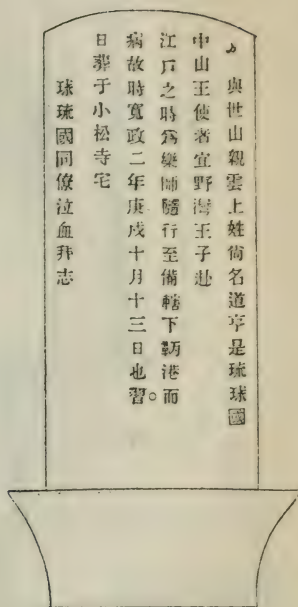 與世山親雲上姓尚名道亨是琉球國
中山王使者宜野灣王子赴
江戸之時爲樂師隨行至備轄下鞆港而
病故時寛政二年庚戌十月十三日也。習
日葬于小松寺宅
球琉國同僚泣血拜志